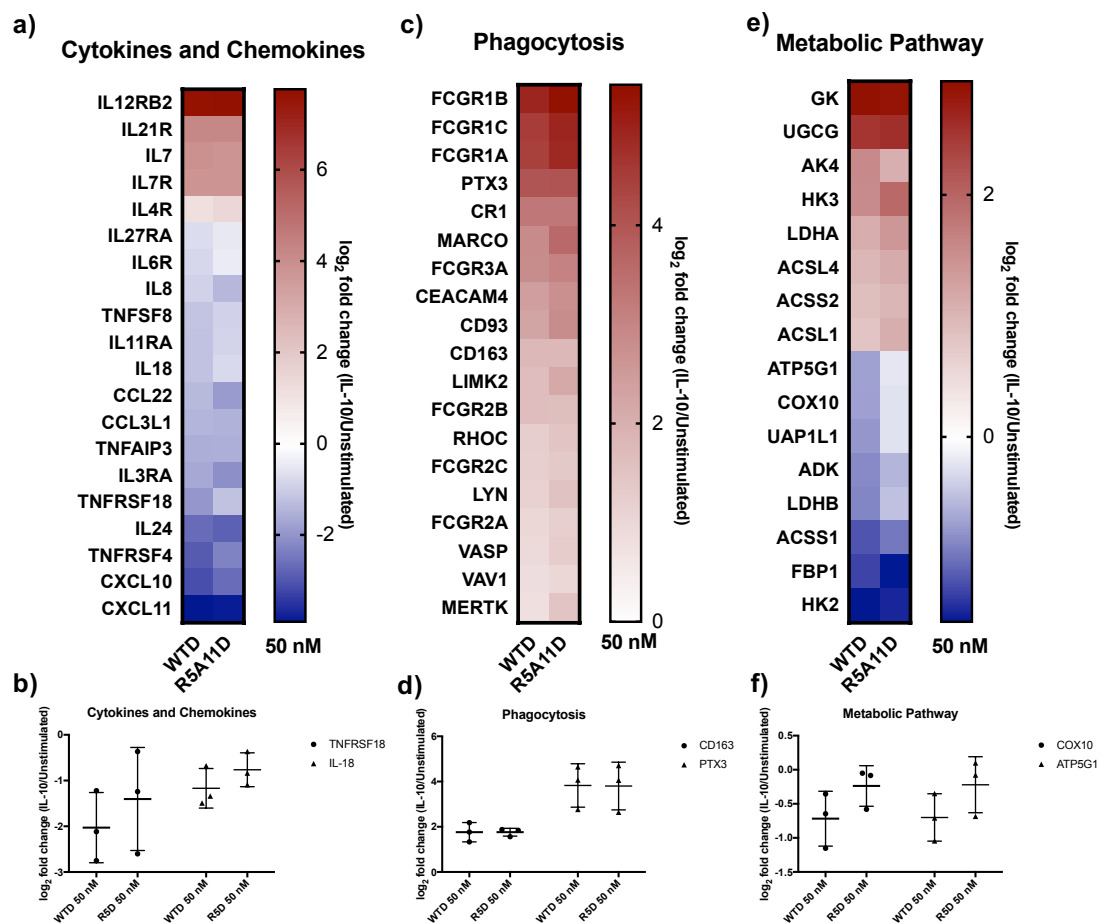 a)
Cytokines and Chemokines
IL12RB2
IL21R
IL7
IL7R
IL4R
IL27RA
IL6R
IL8
TNFSF8
IL11RA
IL18
CCL22
CCL3L1
TNFAIP3
IL3RA
TNFRSF18
IL24
TNFRSF4
CXCL10
CXCL11
WTD
R5A11D
6
4
2
0
-2
log2 fold change (IL-10/Unstimulated)
50 nM
c)
Phagocytosis
FCGR1B
FCGR1C
FCGR1A
PTX3
CR1
MARCO
FCGR3A
CEACAM4
CD93
CD163
LIMK2
FCGR2B
RHOC
FCGR2C
LYN
FCGR2A
VASP
VAV1
MERTK
WTD
R5A11D
4
2
0
log2 fold change (IL-10/Unstimulated)
50 nM
e)
Metabolic Pathway
GK
UGCG
AK4
HK3
LDHA
ACSL4
ACSS2
ACSL1
ATP5G1
COX10
UAP1L1
ADK
LDHB
ACSS1
FBP1
HK2
WTD
R5A11D
2
0
log2 fold change (IL-10/Unstimulated)
50 nM
b)
Cytokines and Chemokines
log2 fold change (IL-10/Unstimulated)
0
-1
-2
-3
WTD 50 nM
R5D 50 nM
WTD 50 nM
R5D 50 nM
TNFRSF18
IL-18
d)
Phagocytosis
log2 fold change (IL-10/Unstimulated)
6
4
2
0
WTD 50 nM
R5D 50 nM
WTD 50 nM
R5D 50 nM
CD163
PTX3
f)
Metabolic Pathway
log2 fold change (IL-10/Unstimulated)
0.5
0.0
-0.5
-1.0
-1.5
WTD 50 nM
R5D 50 nM
WTD 50 nM
R5D 50 nM
COX10
ATP5G1